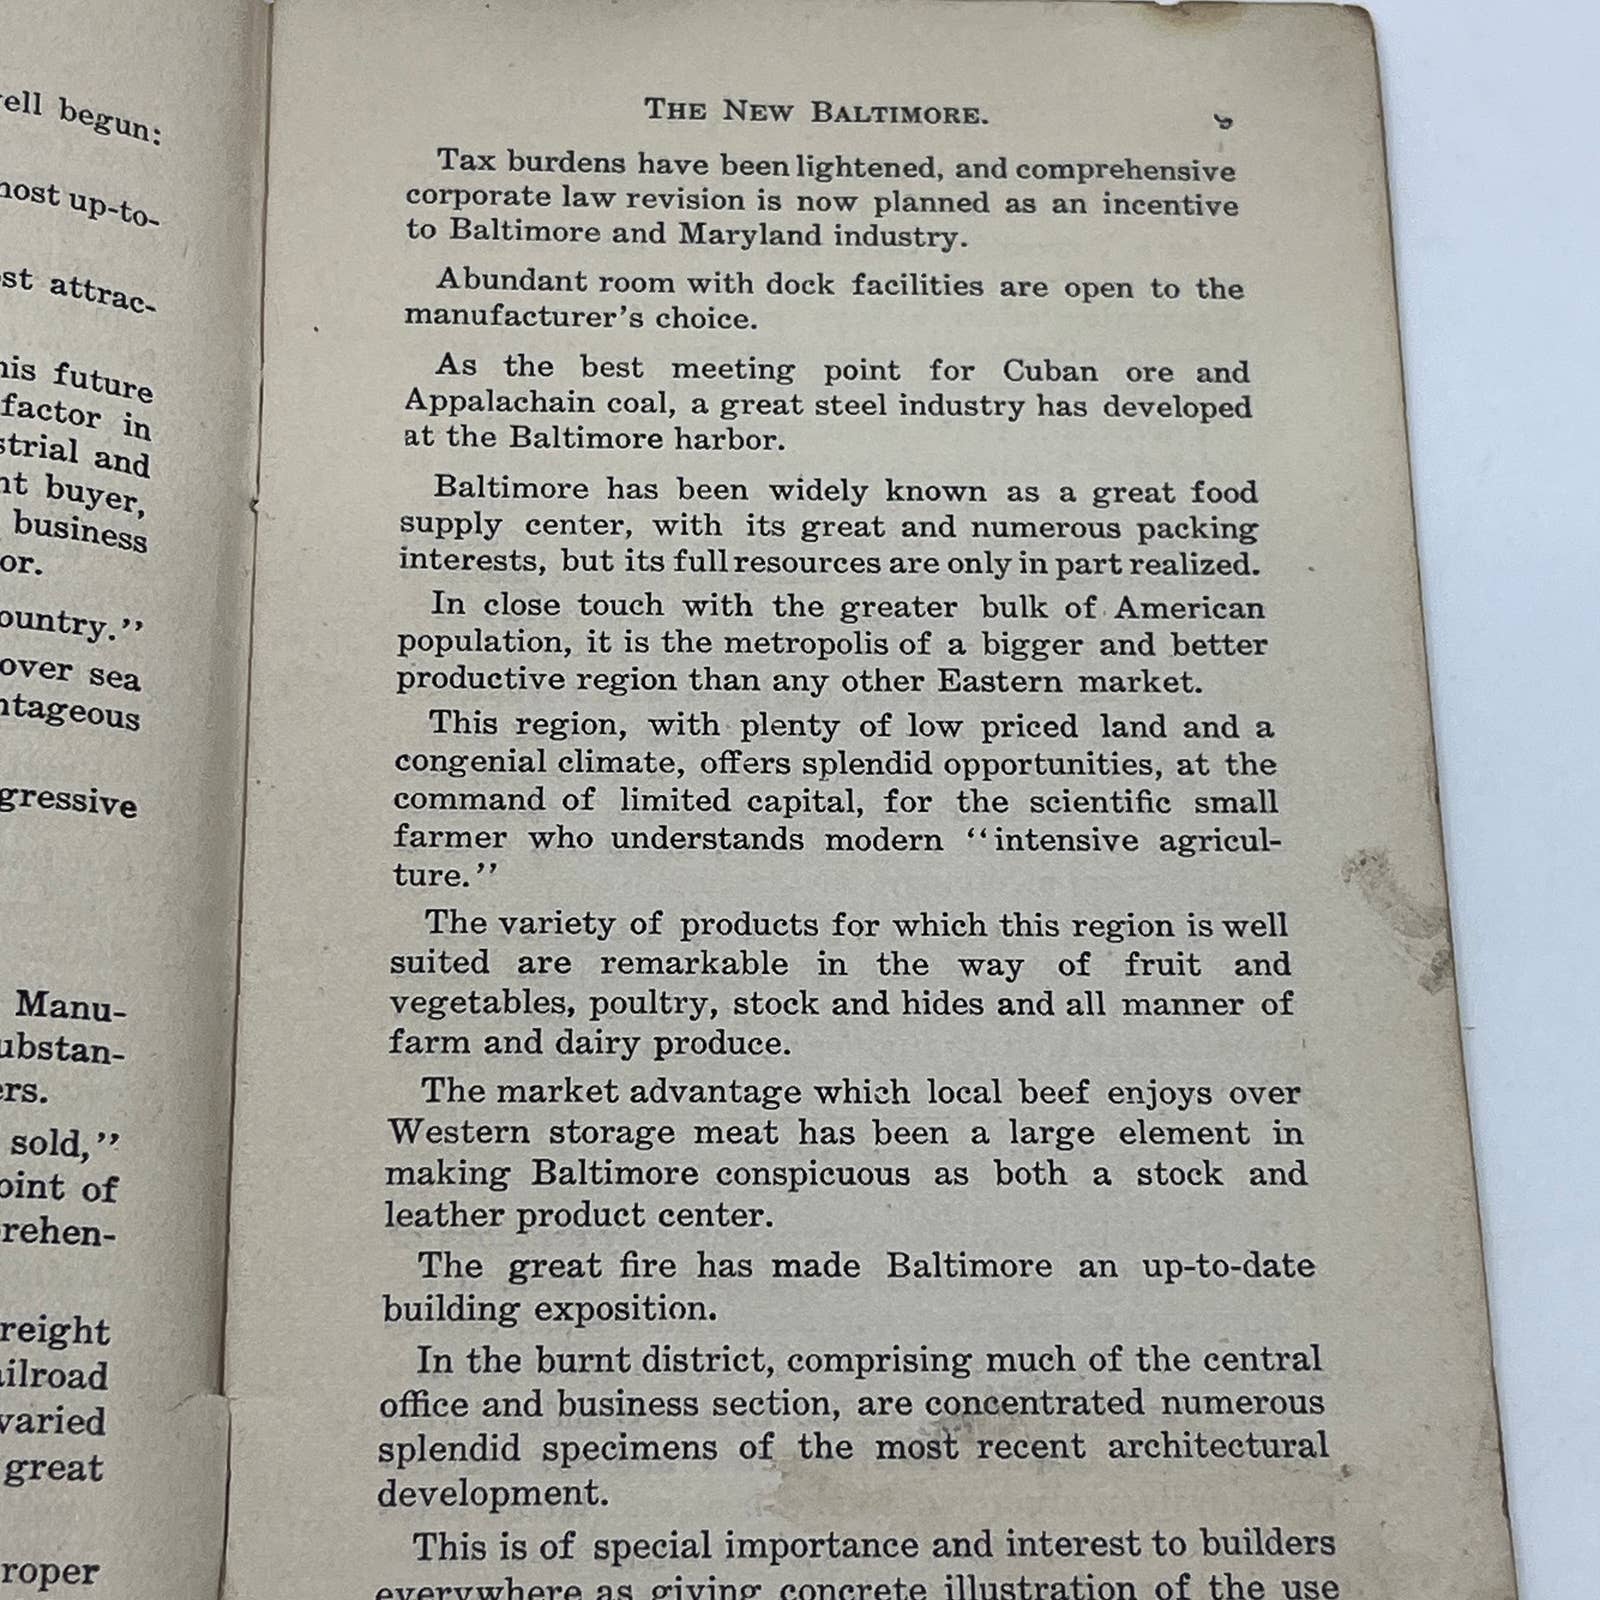 ell begun:
most up-to-
st attrac-
his future
factor in
strial and
nt buyer,
business
or.
ountry.''
over sea
ntageous
gressive
Manu-
ubstan-
ers.
sold,''
oint of
rehen-
reight
ailroad
varied
great
roper
THE NEW BALTIMORE.
Tax burdens have been lightened, and comprehensive
corporate law revision is now planned as an incentive
to Baltimore and Maryland industry.
Abundant room with dock facilities are open to the
manufacturer's choice.
As the best meeting point for Cuban ore and
Appalachain coal, a great steel industry has developed
at the Baltimore harbor.
Baltimore has been widely known as a great food
supply center, with its great and numerous packing
interests, but its full resources are only in part realized.
In close touch with the greater bulk of American
population, it is the metropolis of a bigger and better
productive region than any other Eastern market.
This region, with plenty of low priced land and a
congenial climate, offers splendid opportunities, at the
command of limited capital, for the scientific small
farmer who understands modern ''intensive agricul-
ture.''
The variety of products for which this region is well
suited are remarkable in the way of fruit and
vegetables, poultry, stock and hides and all manner of
farm and dairy produce.
The market advantage which local beef enjoys over
Western storage meat has been a large element in
making Baltimore conspicuous as both a stock and
leather product center.
The great fire has made Baltimore an up-to-date
building exposition.
In the burnt district, comprising much of the central
office and business section, are concentrated numerous
splendid specimens of the most recent architectural
development.
This is of special importance and interest to builders
everywhere as giving concrete illustration of the use